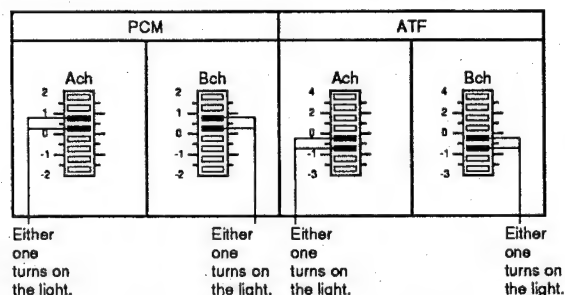 PCM ATF
Ach Bch Ach Bch
2 2 4 4
1 1 2 2
0 0 0 0
-1 -1 -1 -1
-2 -2 -3 -3
Either Either Either Either
one one one one
turns on turns on turns on turns on
the light. the light. the light. the light.